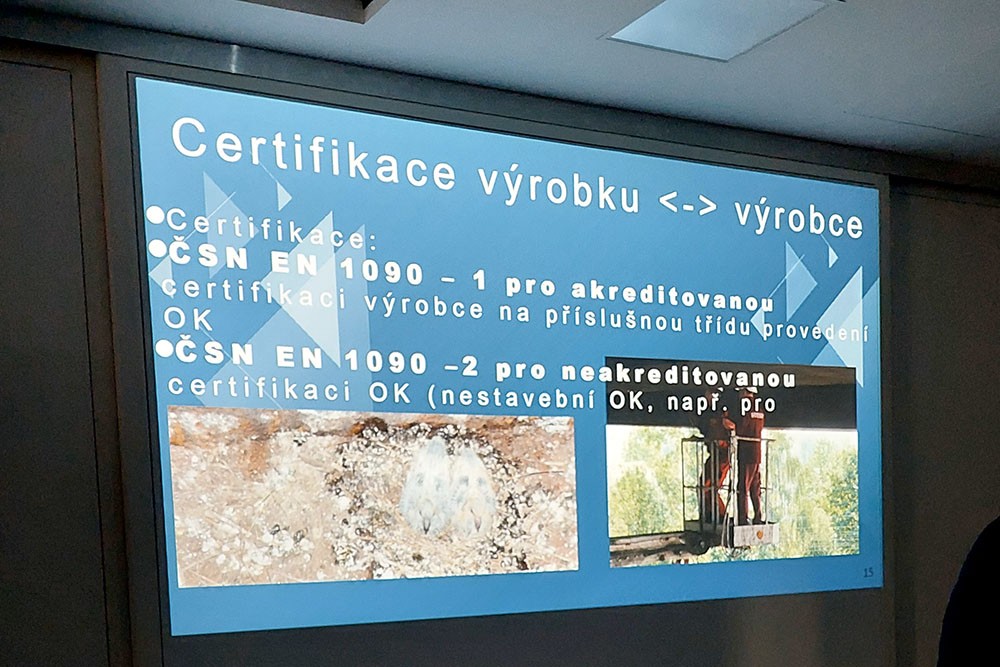 Certifikace výrobku <-> výrobce
●Certifikace:
●ČSN EN 1090 – 1 pro akreditovanou
certifikaci výrobce na příslušnou třídu provedení
OK
●ČSN EN 1090 –2 pro neakreditovanou
certifikaci OK (nestavební OK, např. pro
15